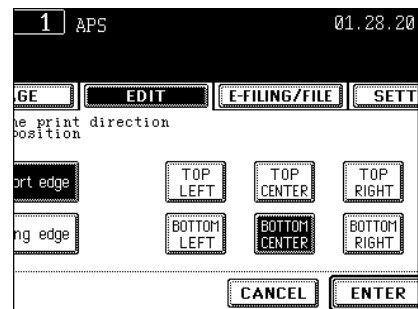 1 APS 01.28.20
.GE EDIT E-FILING/FILE SETT
he print direction
position
ort edge TOP LEFT TOP CENTER TOP RIGHT
ng edge BOTTOM LEFT BOTTOM CENTER BOTTOM RIGHT
CANCEL ENTER